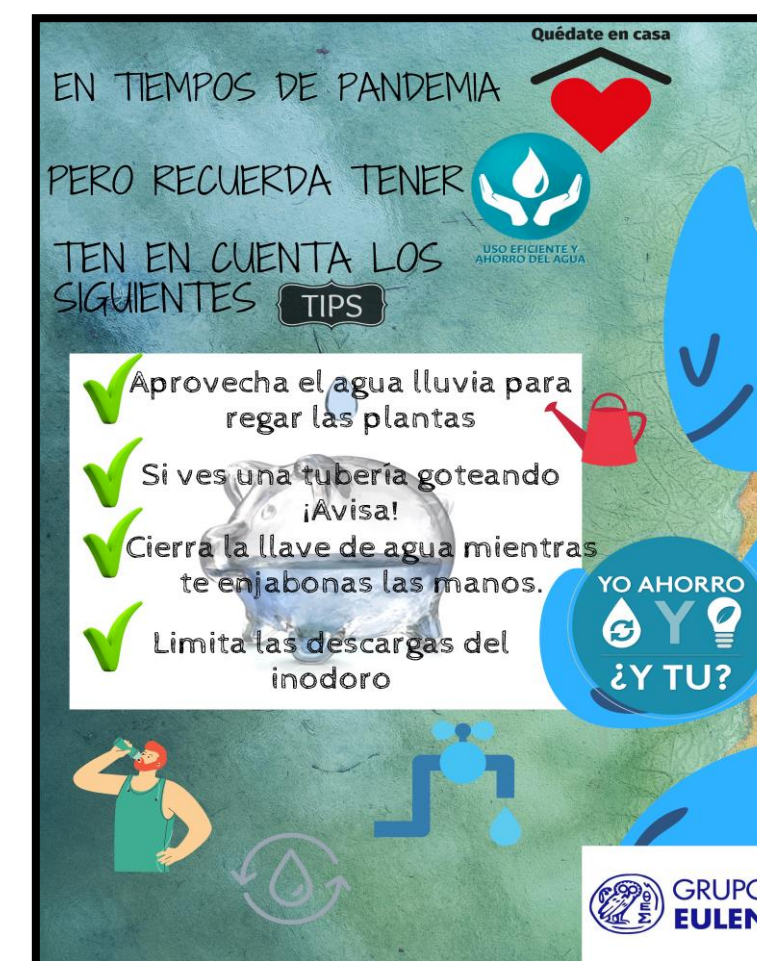 Quédate en casa
EN TIEMPOS DE PANDEMIA
PERO RECUERDA TENER
USO EFICIENTE Y
AHORRO DEL AGUA
TEN EN CUENTA LOS
SIGUIENTES TIPS
Aprovecha el agua lluvia para
regar las plantas
Si ves una tubería goteando
¡Avisa!
Cierra la llave de agua mientras
te enjabonas las manos.
Limita las descargas del
inodoro
YO AHORRO
Y
¿Y TU?
GRUPO